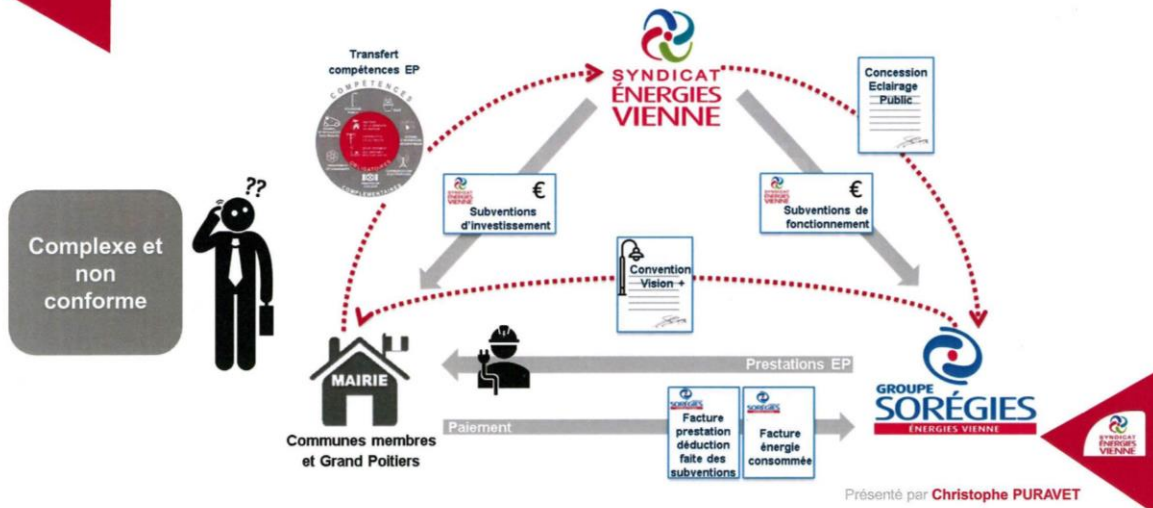 Transfert
compétences EP
COMPÉTENCES
OBLIGATOIRES
COMPLÉMENTAIRES
SYNDICAT
ÉNERGIES
VIENNE
Concession
Eclairage
Public
SYNDICAT
ÉNERGIES
VIENNE
€
Subventions
d'investissement
SYNDICAT
ÉNERGIES
VIENNE
€
Subventions de
fonctionnement
??
Complexe et
non
conforme
Convention
Vision +
MAIRIE
Communes membres
et Grand Poitiers
Prestations EP
Paiement
SORÉGIES
Facture
prestation
déduction
faite des
subventions
SORÉGIES
Facture
énergie
consommée
GROUPE
SORÉGIES
ÉNERGIES VIENNE
SYNDICAT
ÉNERGIES
VIENNE
Présenté par Christophe PURAVET